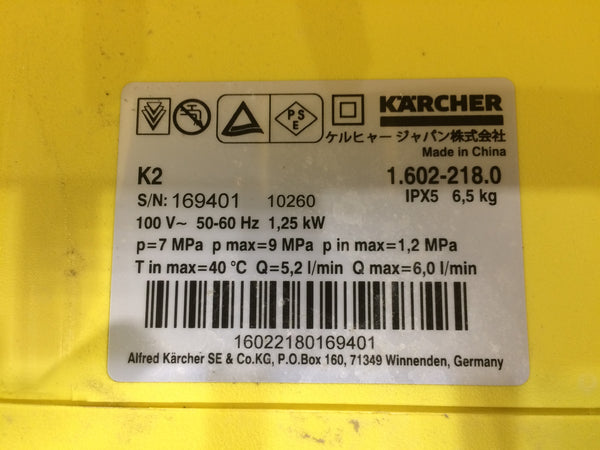 PS
E
KÄRCHER
ケルヒャー ジャパン株式会社
Made in China
K2
1.602-218.0
S/N: 169401 10260
IPX5 6,5 kg
100 V~ 50-60 Hz 1,25 kW
p=7 MPa p max=9 MPa p in max=1,2 MPa
T in max=40 °C Q=5,2 l/min Q max=6,0 l/min
16022180169401
Alfred Kärcher SE & Co.KG, P.O.Box 160, 71349 Winnenden, Germany